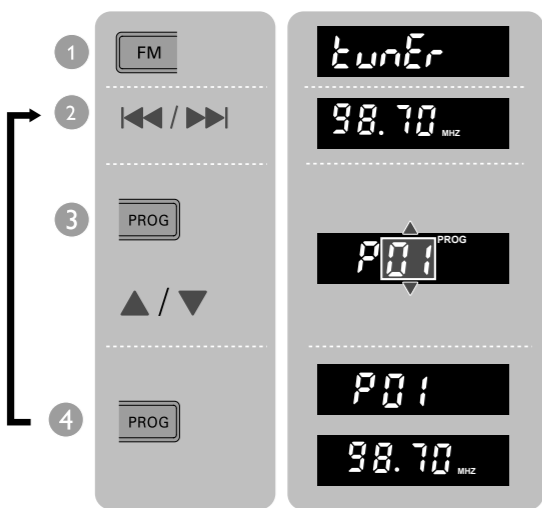 1 FM tunEr
2 / 98.70 MHZ
3 PROG P01 PROG
/
4 PROG P01
98.70 MHZ